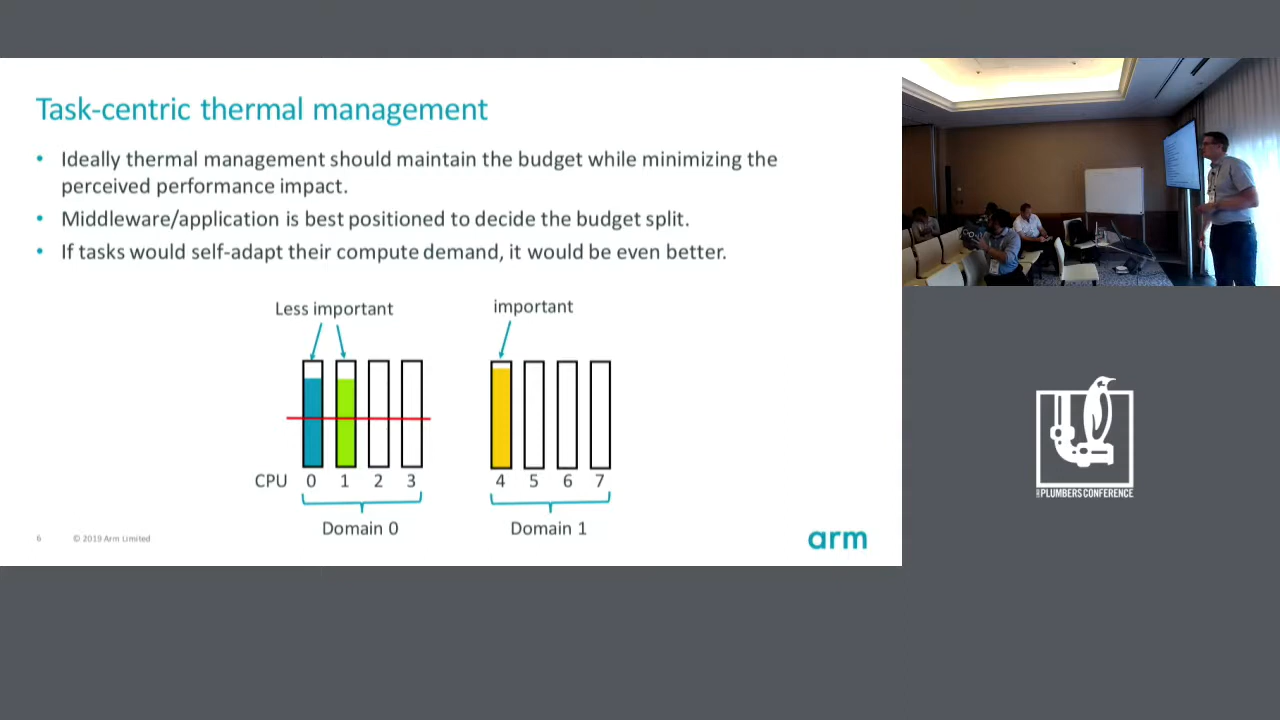 Task-centric thermal management
• Ideally thermal management should maintain the budget while minimizing the
perceived performance impact.
• Middleware/application is best positioned to decide the budget split.
• If tasks would self-adapt their compute demand, it would be even better.
Less important
important
CPU 0 1 2 3 4 5 6 7
Domain 0
Domain 1
6 © 2019 Arm Limited
arm
PLUMBERS CONFERENCE